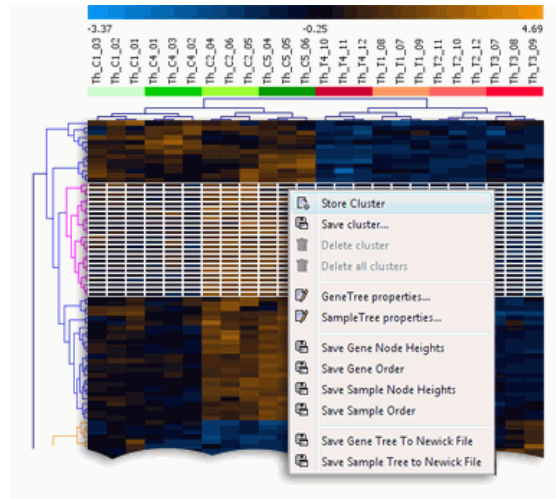 -3.37 -0.25 4.69
Th_C1_03
Th_C1_02
Th_C1_01
Th_C4_01
Th_C4_03
Th_C4_02
Th_C2_04
Th_C2_06
Th_C2_05
Th_C5_04
Th_C5_05
Th_C5_06
Th_T4_10
Th_T4_11
Th_T4_12
Th_T1_08
Th_T1_07
Th_T1_09
Th_T2_11
Th_T2_10
Th_T2_12
Th_T3_07
Th_T3_08
Th_T3_09
Store Cluster
Save cluster...
Delete cluster
Delete all clusters
GeneTree properties...
SampleTree properties...
Save Gene Node Heights
Save Gene Order
Save Sample Node Heights
Save Sample Order
Save Gene Tree To Newick File
Save Sample Tree to Newick File